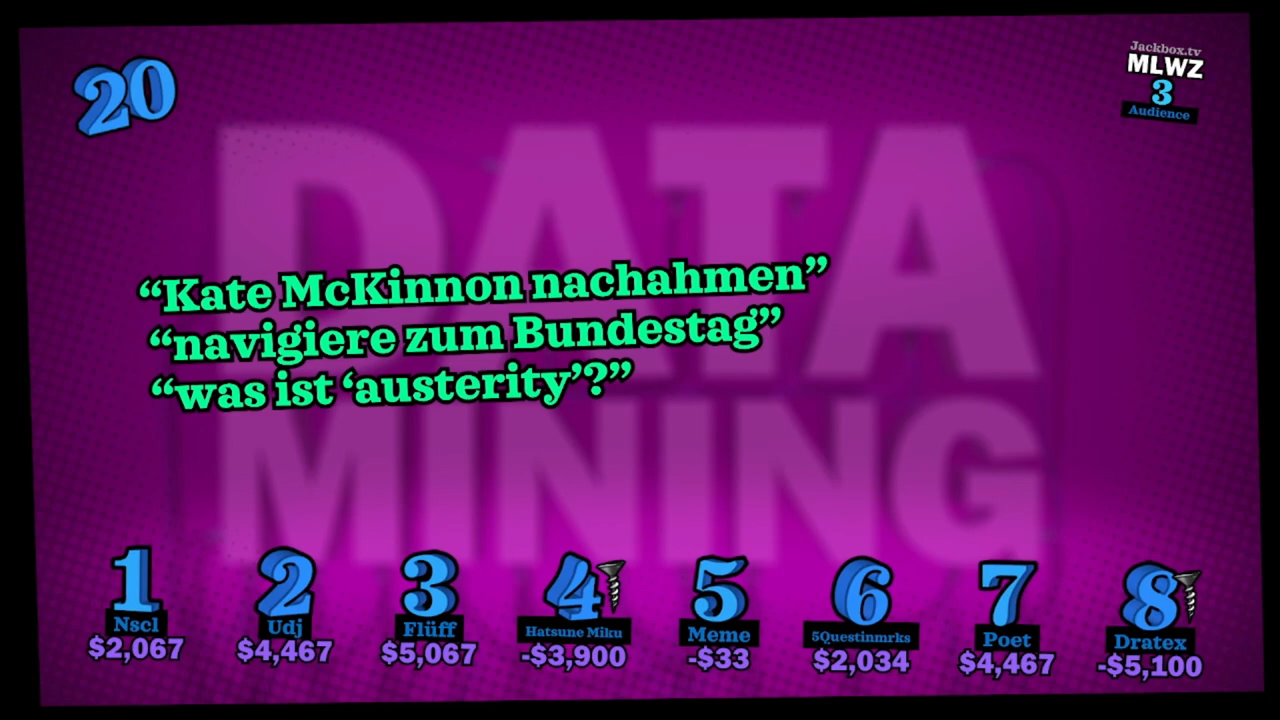 20
Jackbox.tv
MLWZ
3
Audience
DATA
MINING
“Kate McKinnon nachahmen”
“navigiere zum Bundestag”
“was ist ‘austerity’?”
1 2 3 4 5 6 7 8
Nscl Udj Flüff Hatsune Miku Meme 5Questinmrks Poet Dratex
$2,067 $4,467 $5,067 -$3,900 -$33 $2,034 $4,467 -$5,100